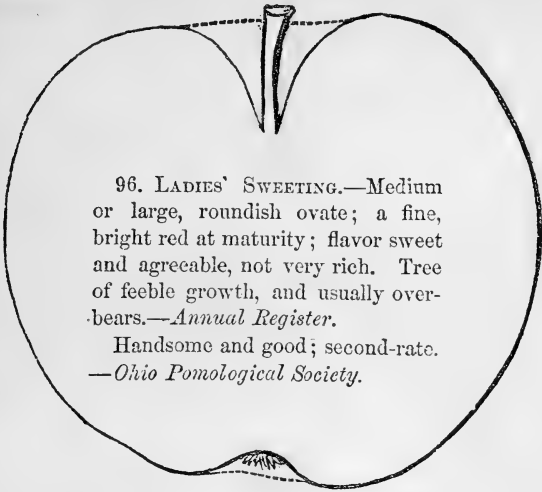 96. Ladies' Sweeting.—Medium
or large, roundish ovate; a fine,
bright red at maturity; flavor sweet
and agreeable, not very rich. Tree
of feeble growth, and usually over-
bears.—Annual Register.
Handsome and good; second-rate.
—Ohio Pomological Society.